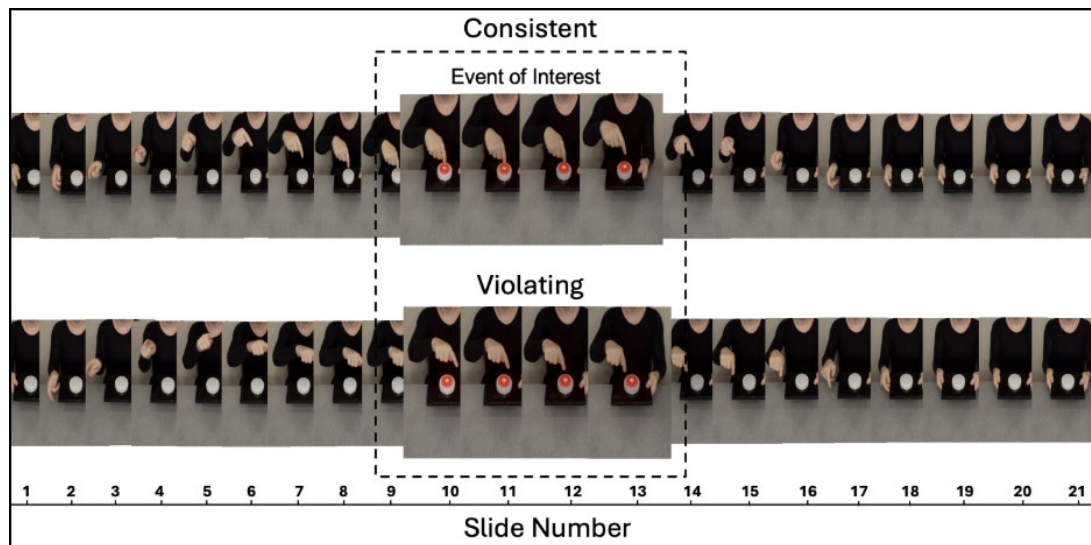 Consistent
Event of Interest
Violating
1 2 3 4 5 6 7 8 9 10 11 12 13 14 15 16 17 18 19 20 21
Slide Number